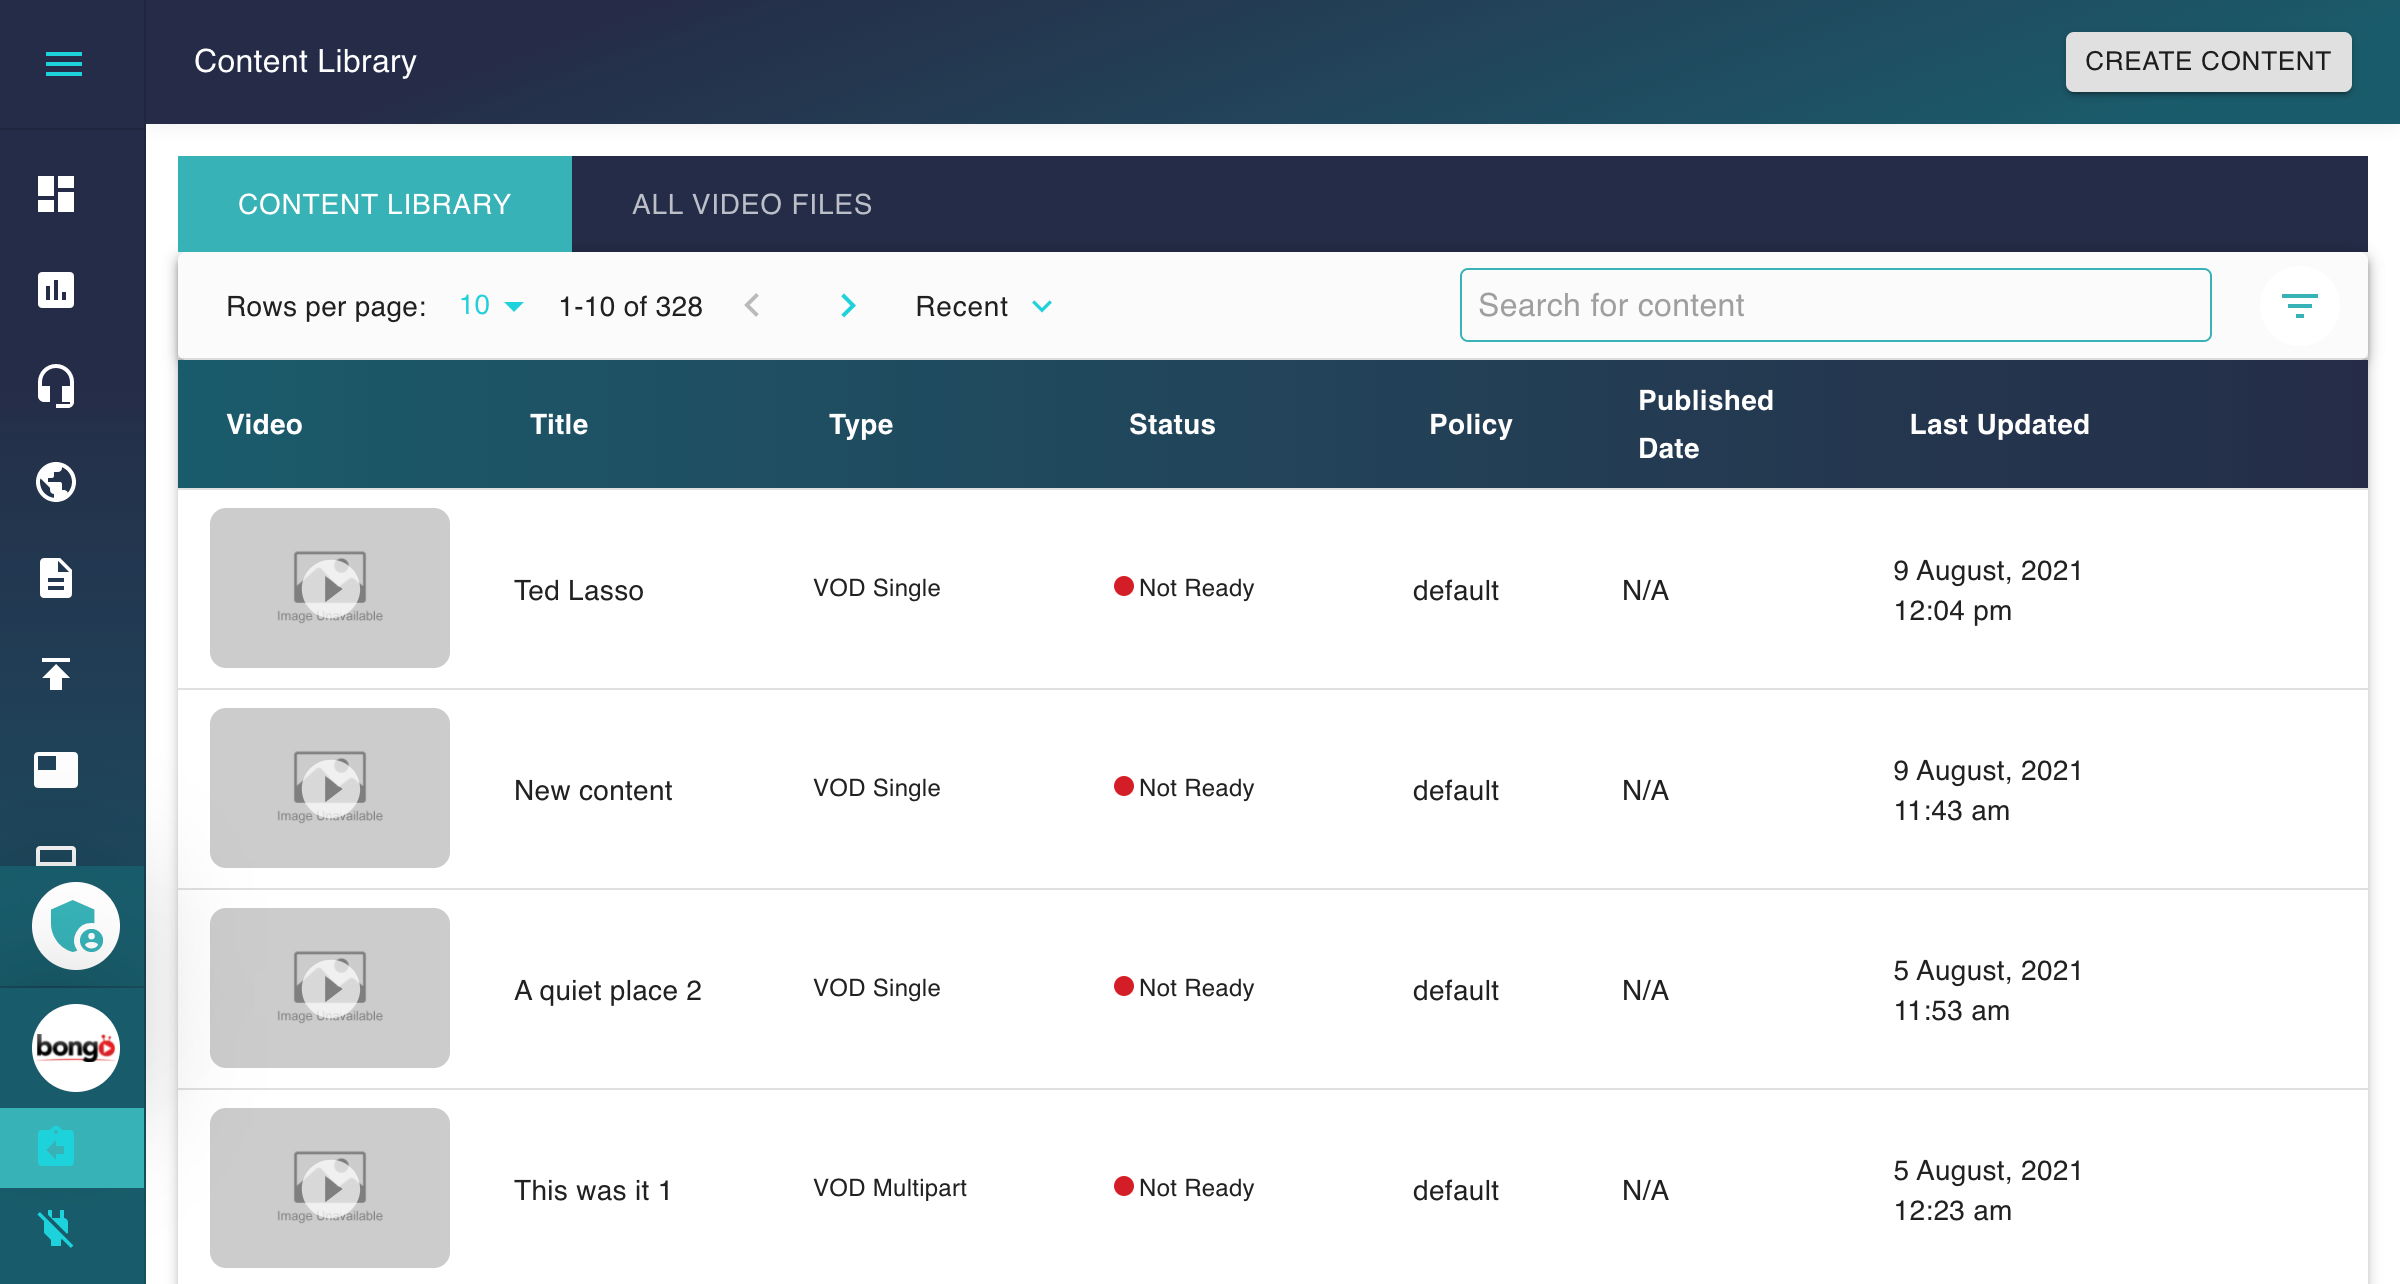 Content Library
CREATE CONTENT
CONTENT LIBRARY
ALL VIDEO FILES
Rows per page: 10 1-10 of 328 Recent
Search for content
Video Title Type Status Policy Published Date Last Updated
Image Unavailable
Ted Lasso VOD Single Not Ready default N/A 9 August, 2021
12:04 pm
Image Unavailable
New content VOD Single Not Ready default N/A 9 August, 2021
11:43 am
Image Unavailable
A quiet place 2 VOD Single Not Ready default N/A 5 August, 2021
11:53 am
Image Unavailable
This was it 1 VOD Multipart Not Ready default N/A 5 August, 2021
12:23 am
bongo